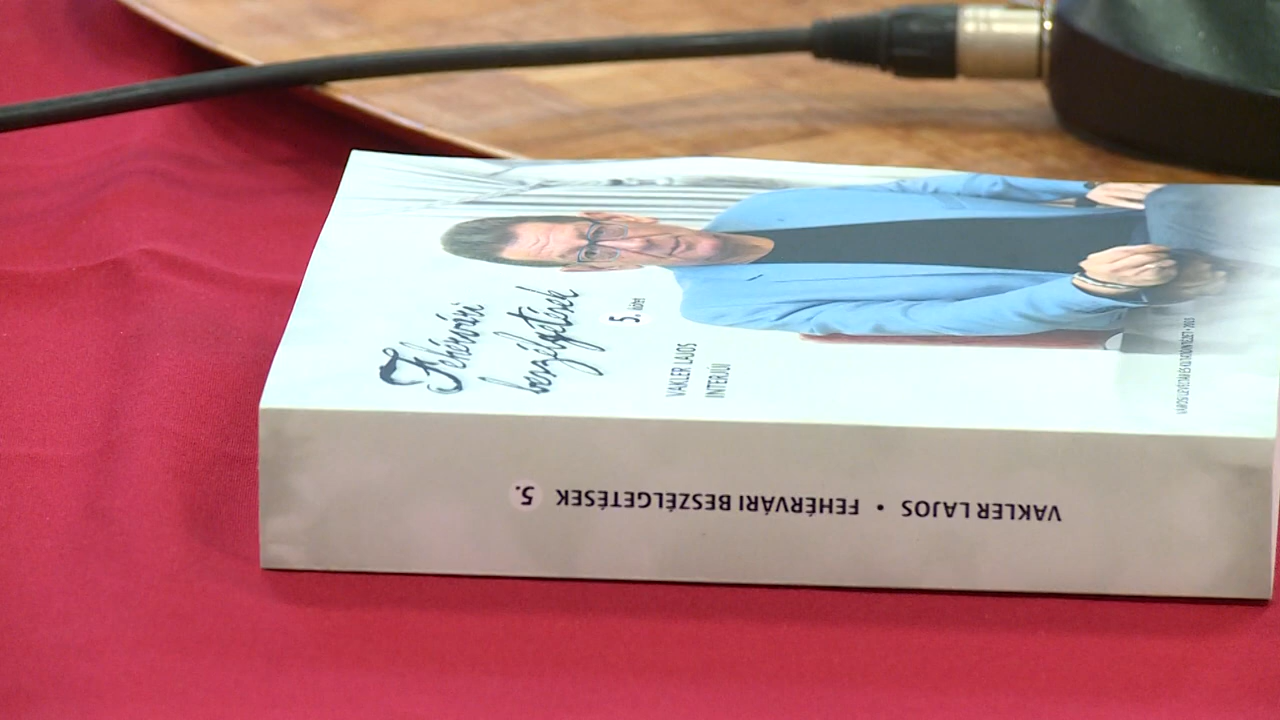 Fehérvári
beszélgetések
5. kötet
VAKLER LAJOS
INTERJÚI
VAKLER LAJOS • FEHÉRVÁRI BESZÉLGETÉSEK 5.